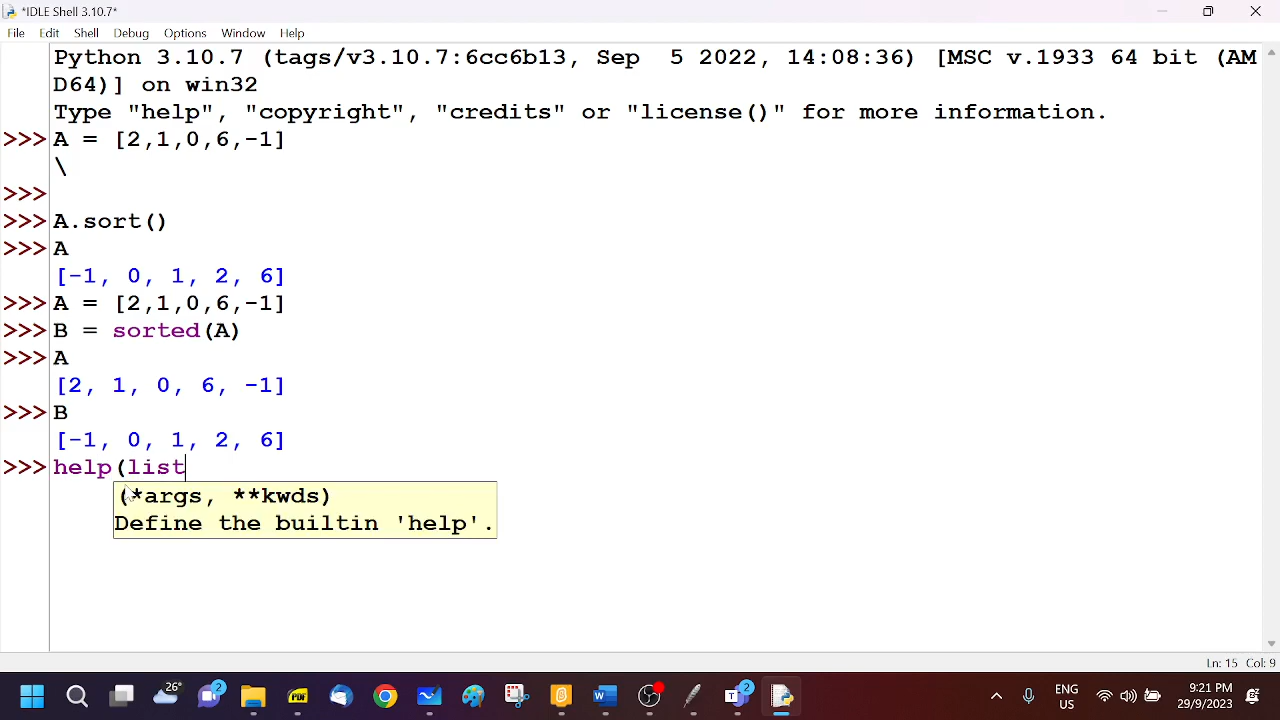 *IDLE Shell 3.10.7*
File Edit Shell Debug Options Window Help
Python 3.10.7 (tags/v3.10.7:6cc6b13, Sep  5 2022, 14:08:36) [MSC v.1933 64 bit (AM
D64)] on win32
Type "help", "copyright", "credits" or "license()" for more information.
>>> A = [2,1,0,6,-1]
\
>>>
>>> A.sort()
>>> A
[-1, 0, 1, 2, 6]
>>> A = [2,1,0,6,-1]
>>> B = sorted(A)
>>> A
[2, 1, 0, 6, -1]
>>> B
[-1, 0, 1, 2, 6]
>>> help(list
(*args, **kwds)
Define the builtin 'help'.
Ln: 15 Col: 9
26° 2 PDF 2 ENG 9:21 PM
US 29/9/2023